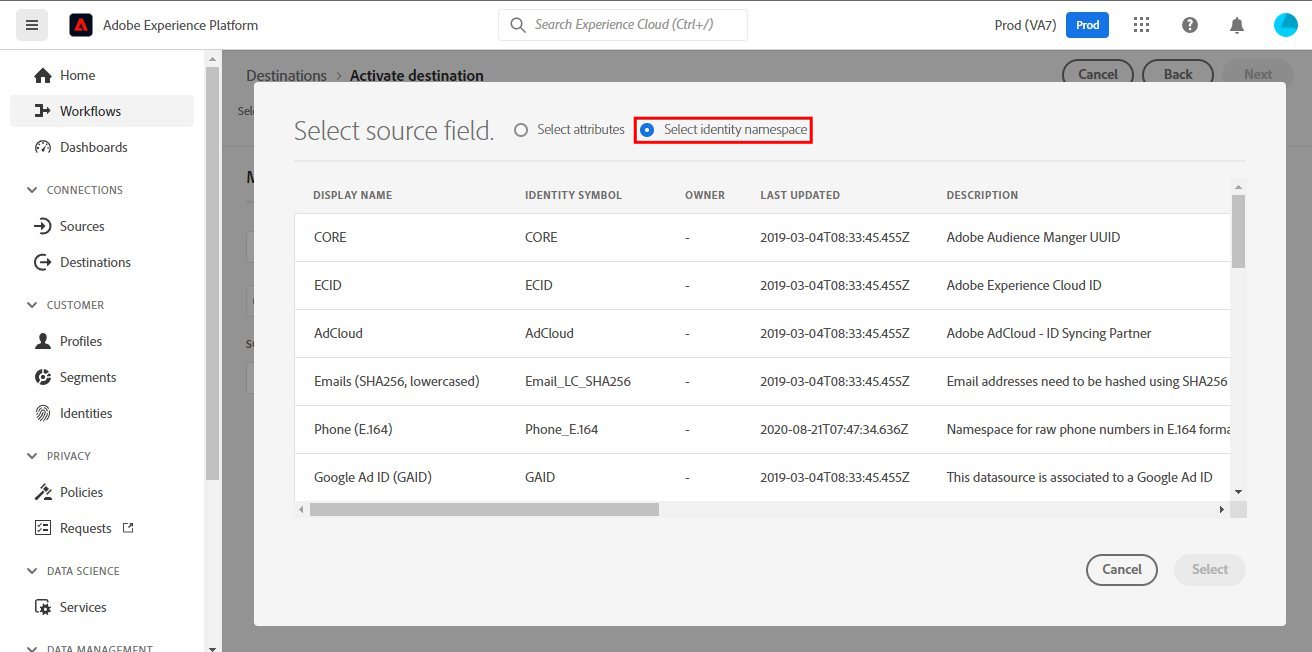 Adobe Experience Platform
Search Experience Cloud (Ctrl+/)
Prod (VA7)
Prod
Home
Workflows
Dashboards
CONNECTIONS
Sources
Destinations
CUSTOMER
Profiles
Segments
Identities
PRIVACY
Policies
Requests
DATA SCIENCE
Services
DATA MANAGEMENT
Destinations > Activate destination
Cancel
Back
Next
Select source field.
Select attributes
Select identity namespace
DISPLAY NAME IDENTITY SYMBOL OWNER LAST UPDATED DESCRIPTION
CORE CORE - 2019-03-04T08:33:45.455Z Adobe Audience Manger UUID
ECID ECID - 2019-03-04T08:33:45.455Z Adobe Experience Cloud ID
AdCloud AdCloud - 2019-03-04T08:33:45.455Z Adobe AdCloud - ID Syncing Partner
Emails (SHA256, lowercased) Email_LC_SHA256 - 2019-03-04T08:33:45.455Z Email addresses need to be hashed using SHA256
Phone (E.164) Phone_E.164 - 2020-08-21T07:47:34.636Z Namespace for raw phone numbers in E.164 forma
Google Ad ID (GAID) GAID - 2019-03-04T08:33:45.455Z This datasource is associated to a Google Ad ID
Cancel
Select